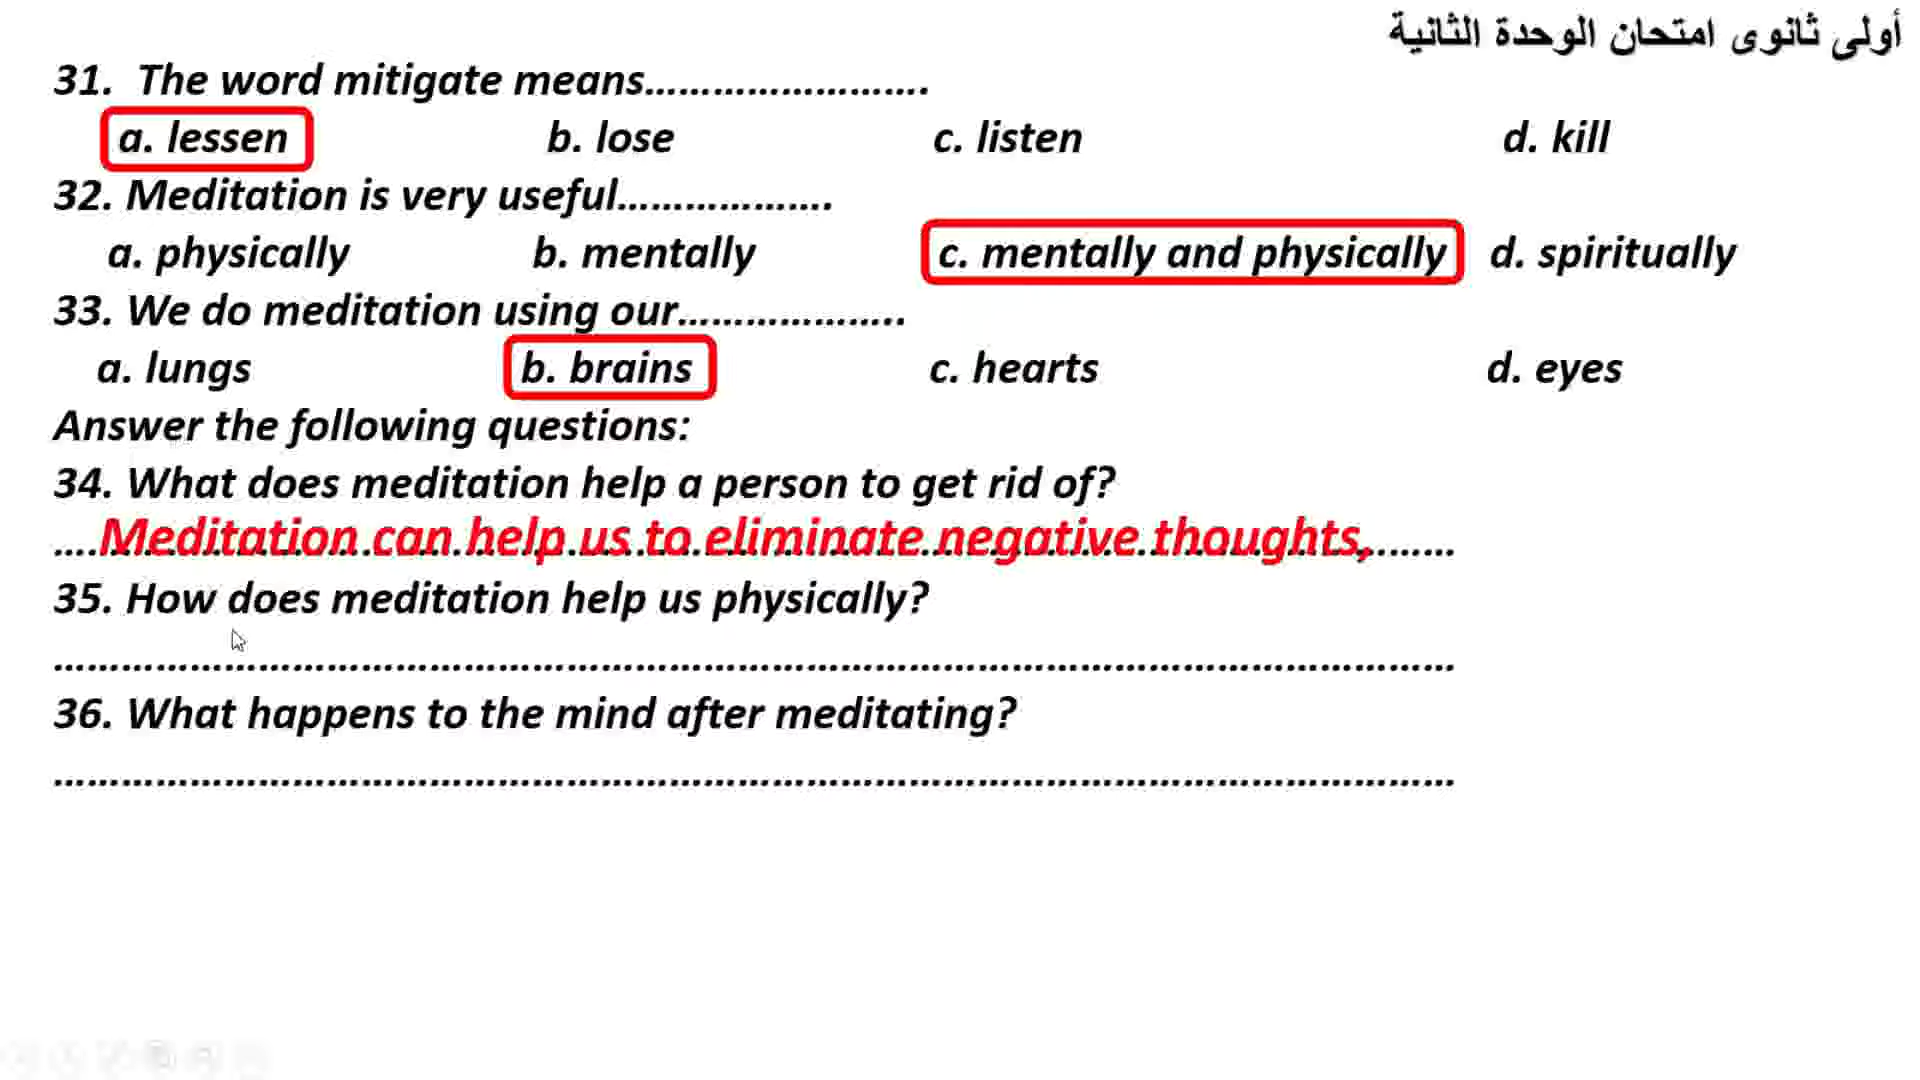 أولى ثانوى امتحان الوحدة الثانية
31. The word mitigate means…………………….
a. lessen b. lose c. listen d. kill
32. Meditation is very useful……………….
a. physically b. mentally c. mentally and physically d. spiritually
33. We do meditation using our………………..
a. lungs b. brains c. hearts d. eyes
Answer the following questions:
34. What does meditation help a person to get rid of?
Meditation can help us to eliminate negative thoughts,
35. How does meditation help us physically?
……………………………………………………………………………………………………………
36. What happens to the mind after meditating?
……………………………………………………………………………………………………………